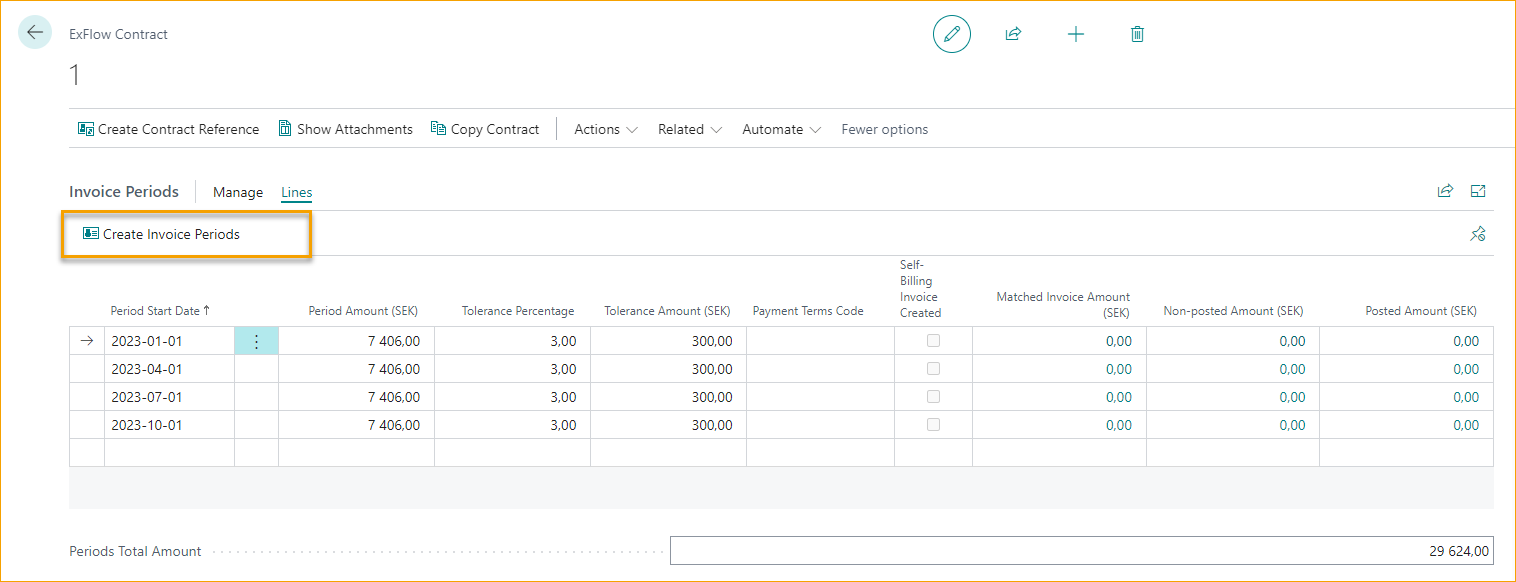 ExFlow Contract
1
Create Contract Reference Show Attachments Copy Contract Actions Related Automate Fewer options
Invoice Periods Manage Lines
Create Invoice Periods
Period Start Date ↑ Period Amount (SEK) Tolerance Percentage Tolerance Amount (SEK) Payment Terms Code Self-
Billing
Invoice
Created Matched Invoice Amount
(SEK) Non-posted Amount (SEK) Posted Amount (SEK)
2023-01-01 7 406,00 3,00 300,00 0,00 0,00 0,00
2023-04-01 7 406,00 3,00 300,00 0,00 0,00 0,00
2023-07-01 7 406,00 3,00 300,00 0,00 0,00 0,00
2023-10-01 7 406,00 3,00 300,00 0,00 0,00 0,00
Periods Total Amount 29 624,00